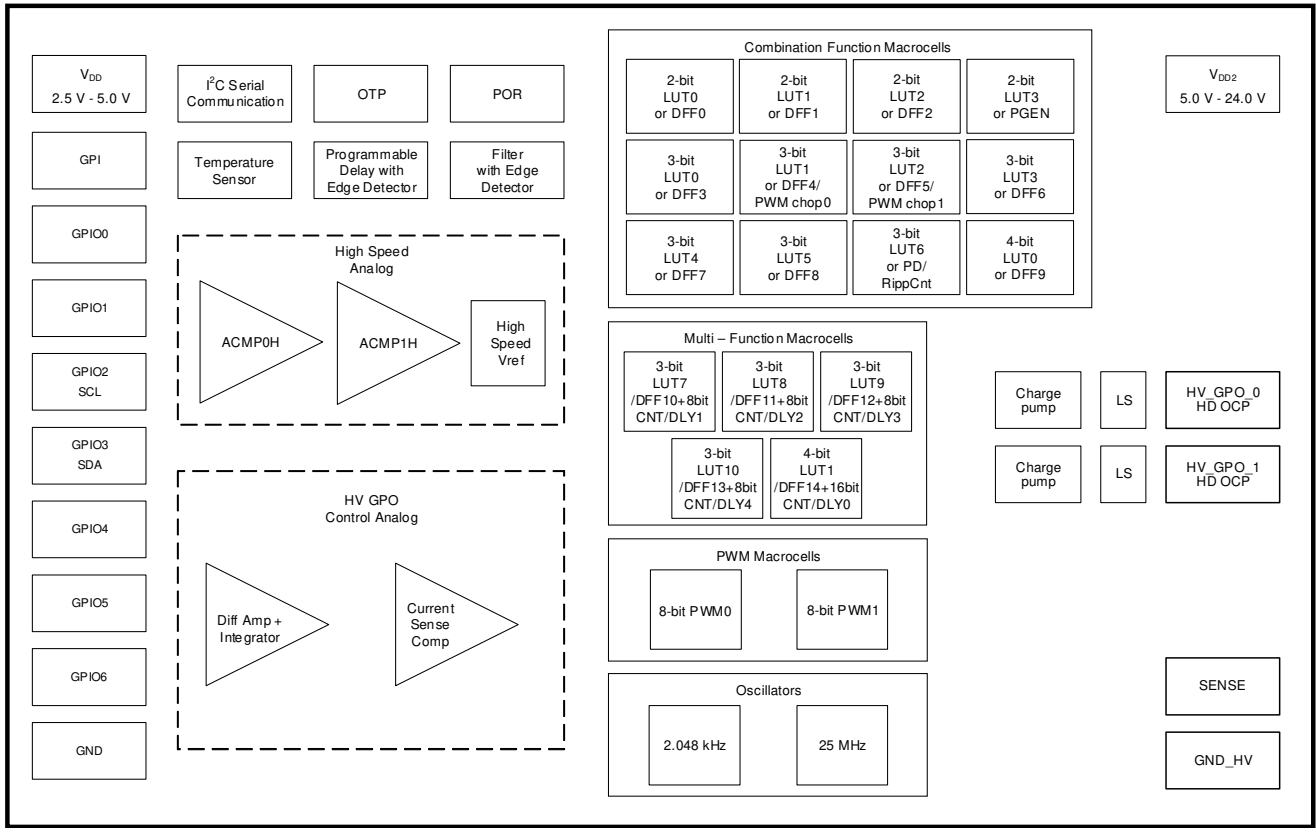 V_DD
2.5 V - 5.0 V
GPI
GPIO0
GPIO1
GPIO2
SCL
GPIO3
SDA
GPIO4
GPIO5
GPIO6
GND
I²C Serial
Communication
OTP
POR
Temperature
Sensor
Programmable
Delay with
Edge Detector
Filter
with Edge
Detector
High Speed
Analog
ACMP0H
ACMP1H
High
Speed
Vref
HV GPO
Control Analog
Diff Amp +
Integrator
Current
Sense
Comp
Combination Function Macrocells
2-bit
LUT0
or DFF0
2-bit
LUT1
or DFF1
2-bit
LUT2
or DFF2
2-bit
LUT3
or PGEN
3-bit
LUT0
or DFF3
3-bit
LUT1
or DFF4/
PWM chop0
3-bit
LUT2
or DFF5/
PWM chop1
3-bit
LUT3
or DFF6
3-bit
LUT4
or DFF7
3-bit
LUT5
or DFF8
3-bit
LUT6
or PD/
RippCnt
4-bit
LUT0
or DFF9
Multi – Function Macrocells
3-bit
LUT7
/DFF10+8bit
CNT/DLY1
3-bit
LUT8
/DFF11+8bit
CNT/DLY2
3-bit
LUT9
/DFF12+8bit
CNT/DLY3
3-bit
LUT10
/DFF13+8bit
CNT/DLY4
4-bit
LUT1
/DFF14+16bit
CNT/DLY0
PWM Macrocells
8-bit PWM0
8-bit PWM1
Oscillators
2.048 kHz
25 MHz
V_DD2
5.0 V - 24.0 V
Charge
pump
LS
HV_GPO_0
HD OCP
Charge
pump
LS
HV_GPO_1
HD OCP
SENSE
GND_HV